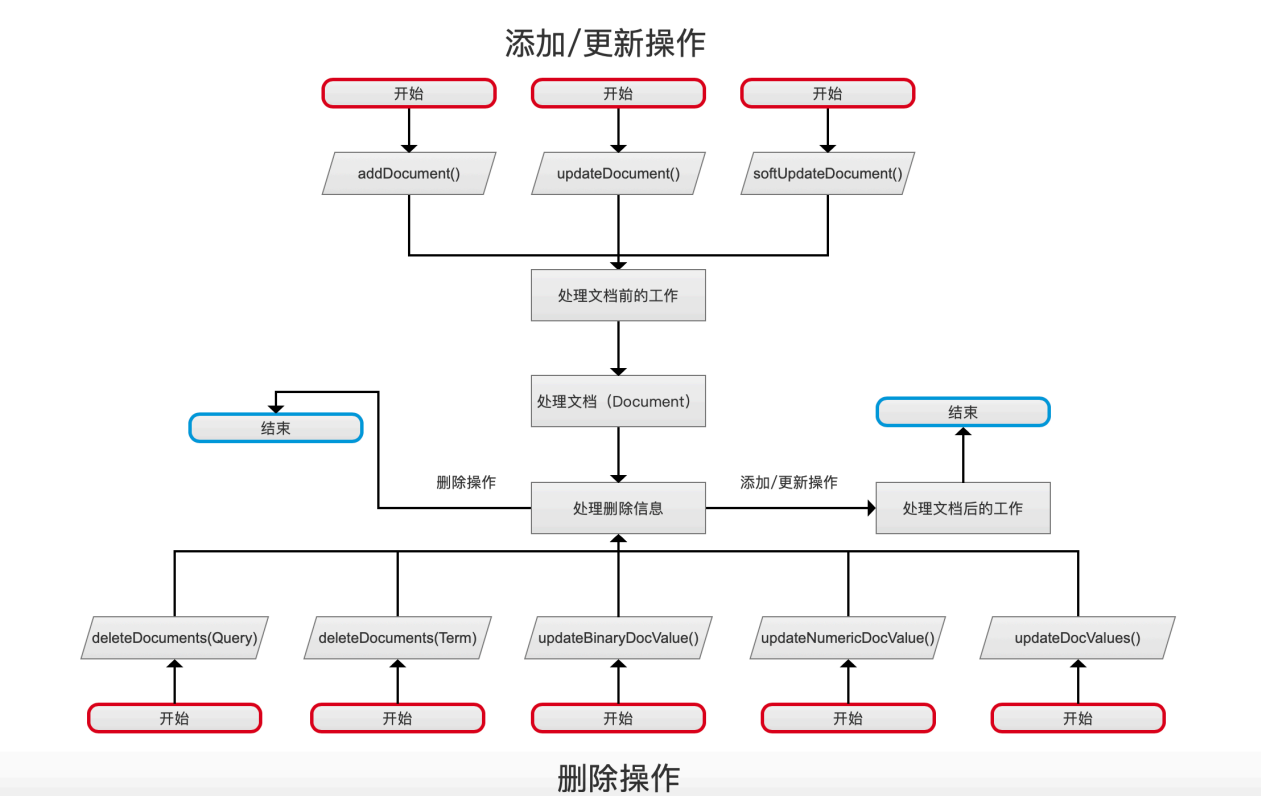 添加/更新操作
开始
开始
开始
addDocument()
updateDocument()
softUpdateDocument()
处理文档前的工作
处理文档（Document）
结束
结束
删除操作
添加/更新操作
处理删除信息
处理文档后的工作
deleteDocuments(Query)
deleteDocuments(Term)
updateBinaryDocValue()
updateNumericDocValue()
updateDocValues()
开始
开始
开始
开始
开始
删除操作